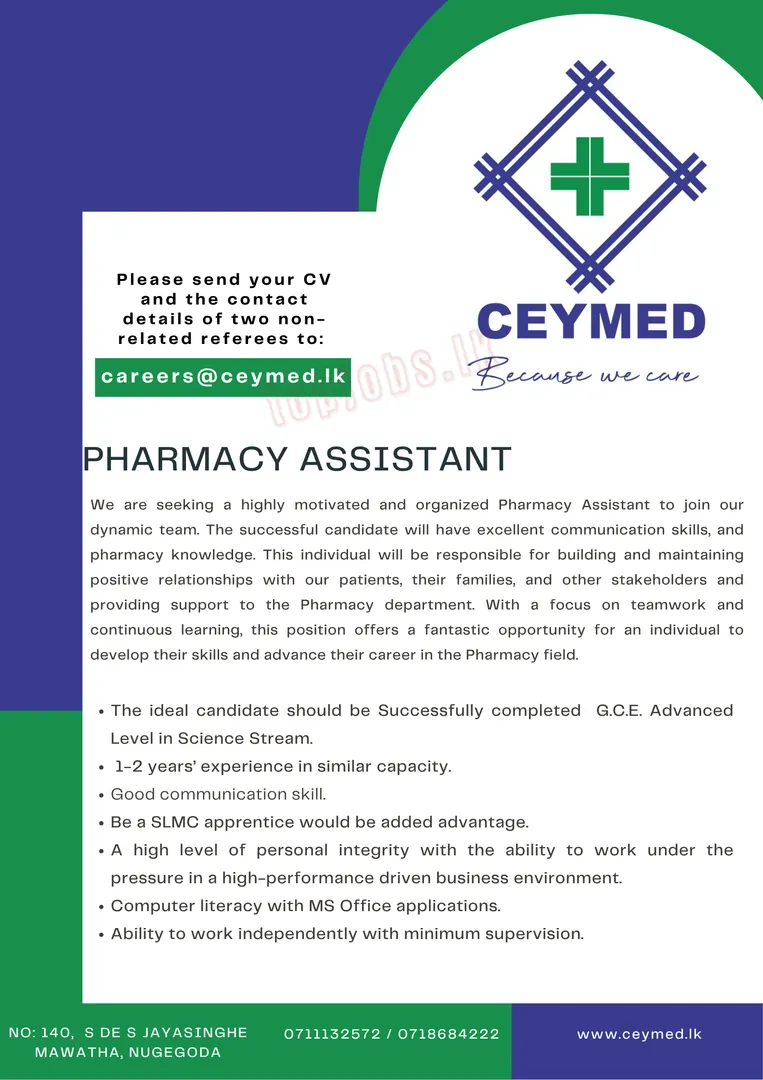 CEYMED
Because we care
Please send your CV
and the contact
details of two non-
related referees to:
careers@ceymed.lk
topjobs.lk
PHARMACY ASSISTANT
We are seeking a highly motivated and organized Pharmacy Assistant to join our
dynamic team. The successful candidate will have excellent communication skills, and
pharmacy knowledge. This individual will be responsible for building and maintaining
positive relationships with our patients, their families, and other stakeholders and
providing support to the Pharmacy department. With a focus on teamwork and
continuous learning, this position offers a fantastic opportunity for an individual to
develop their skills and advance their career in the Pharmacy field.
• The ideal candidate should be Successfully completed G.C.E. Advanced
Level in Science Stream.
• 1-2 years’ experience in similar capacity.
• Good communication skill.
• Be a SLMC apprentice would be added advantage.
• A high level of personal integrity with the ability to work under the
pressure in a high-performance driven business environment.
• Computer literacy with MS Office applications.
• Ability to work independently with minimum supervision.
NO: 140, S DE S JAYASINGHE
MAWATHA, NUGEGODA
0711132572 / 0718684222
www.ceymed.lk